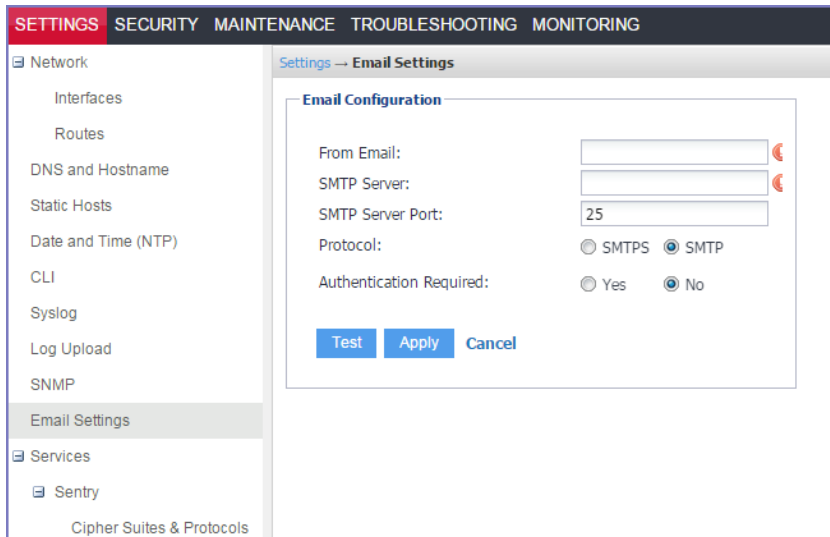 SETTINGS SECURITY MAINTENANCE TROUBLESHOOTING MONITORING
Network
Interfaces
Routes
DNS and Hostname
Static Hosts
Date and Time (NTP)
CLI
Syslog
Log Upload
SNMP
Email Settings
Services
Sentry
Cipher Suites & Protocols
Settings → Email Settings
Email Configuration
From Email:
SMTP Server:
SMTP Server Port: 25
Protocol: SMTPS SMTP
Authentication Required: Yes No
Test Apply Cancel